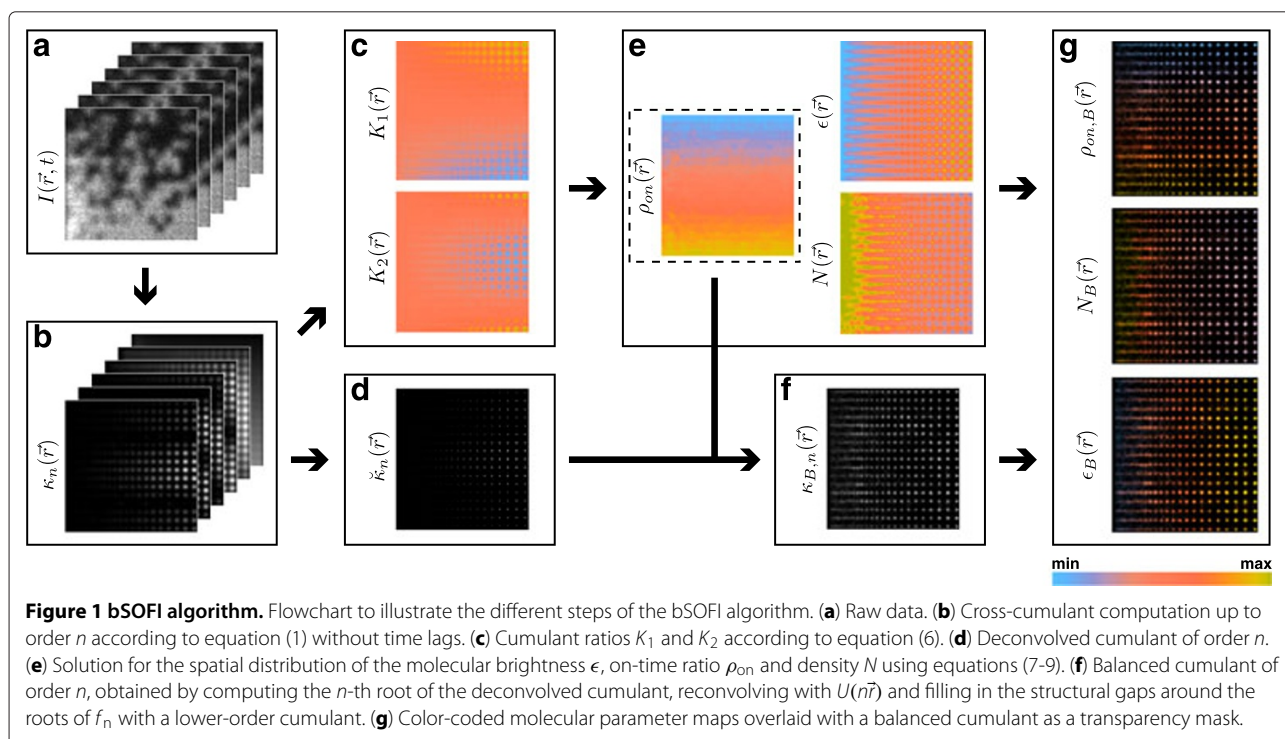 a
I(r⃗, t)
b
κₙ(r⃗)
c
K₁(r⃗)
K₂(r⃗)
d
κ̆ₙ(r⃗)
e
ρₒₙ(r⃗)
ϵ(r⃗)
N(r⃗)
f
κ_{B,n}(r⃗)
g
ρ_{on,B}(r⃗)
N_B(r⃗)
ϵ_B(r⃗)
min max
Figure 1 bSOFI algorithm. Flowchart to illustrate the different steps of the bSOFI algorithm. (a) Raw data. (b) Cross-cumulant computation up to
order n according to equation (1) without time lags. (c) Cumulant ratios K₁ and K₂ according to equation (6). (d) Deconvolved cumulant of order n.
(e) Solution for the spatial distribution of the molecular brightness ϵ, on-time ratio ρₒₙ and density N using equations (7-9). (f) Balanced cumulant of
order n, obtained by computing the n-th root of the deconvolved cumulant, reconvolving with U(nr⃗) and filling in the structural gaps around the
roots of fₙ with a lower-order cumulant. (g) Color-coded molecular parameter maps overlaid with a balanced cumulant as a transparency mask.